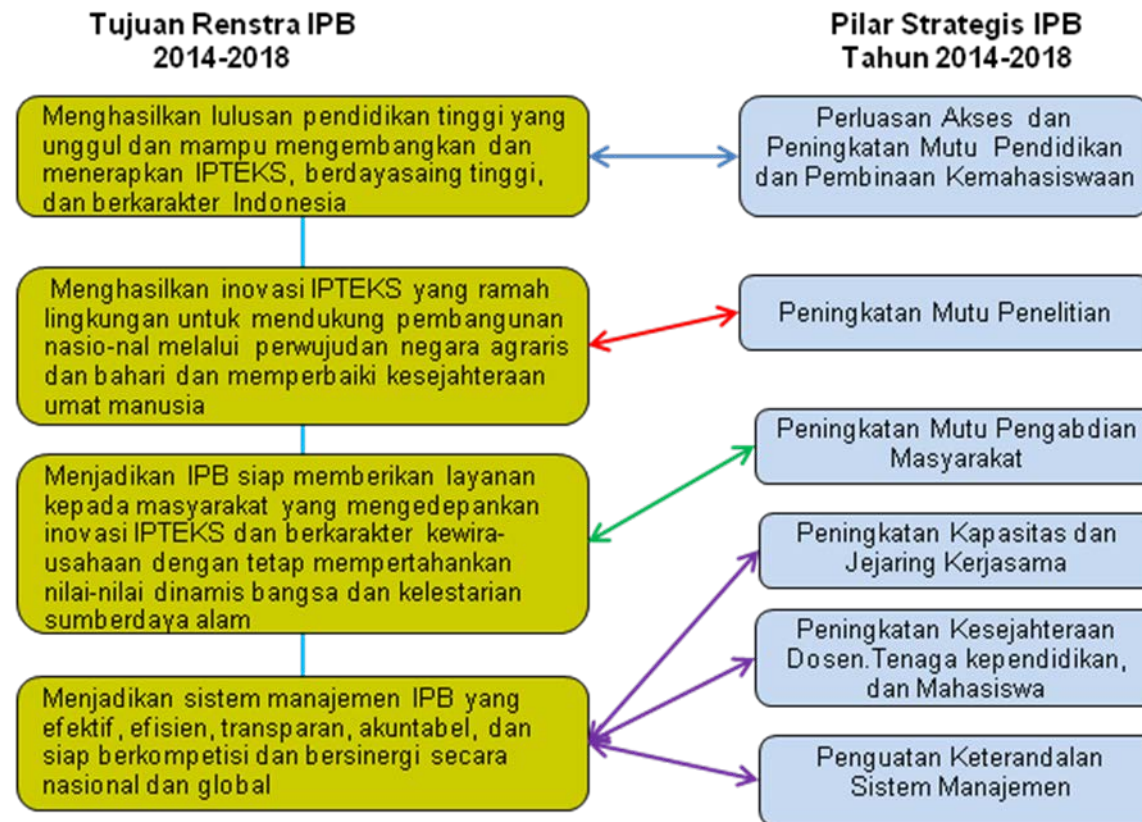 Tujuan Renstra IPB
2014-2018
Menghasilkan lulusan pendidikan tinggi yang
unggul dan mampu mengembangkan dan
menerapkan IPTEKS, berdayasaing tinggi,
dan berkarakter Indonesia
Menghasilkan inovasi IPTEKS yang ramah
lingkungan untuk mendukung pembangunan
nasio-nal melalui perwujudan negara agraris
dan bahari dan memperbaiki kesejahteraan
umat manusia
Menjadikan IPB siap memberikan layanan
kepada masyarakat yang mengedepankan
inovasi IPTEKS dan berkarakter kewira-
usahaan dengan tetap mempertahankan
nilai-nilai dinamis bangsa dan kelestarian
sumberdaya alam
Menjadikan sistem manajemen IPB yang
efektif, efisien, transparan, akuntabel, dan
siap berkompetisi dan bersinergi secara
nasional dan global
Pilar Strategis IPB
Tahun 2014-2018
Perluasan Akses dan
Peningkatan Mutu Pendidikan
dan Pembinaan Kemahasiswaan
Peningkatan Mutu Penelitian
Peningkatan Mutu Pengabdian
Masyarakat
Peningkatan Kapasitas dan
Jejaring Kerjasama
Peningkatan Kesejahteraan
Dosen.Tenaga kependidikan,
dan Mahasiswa
Penguatan Keterandalan
Sistem Manajemen